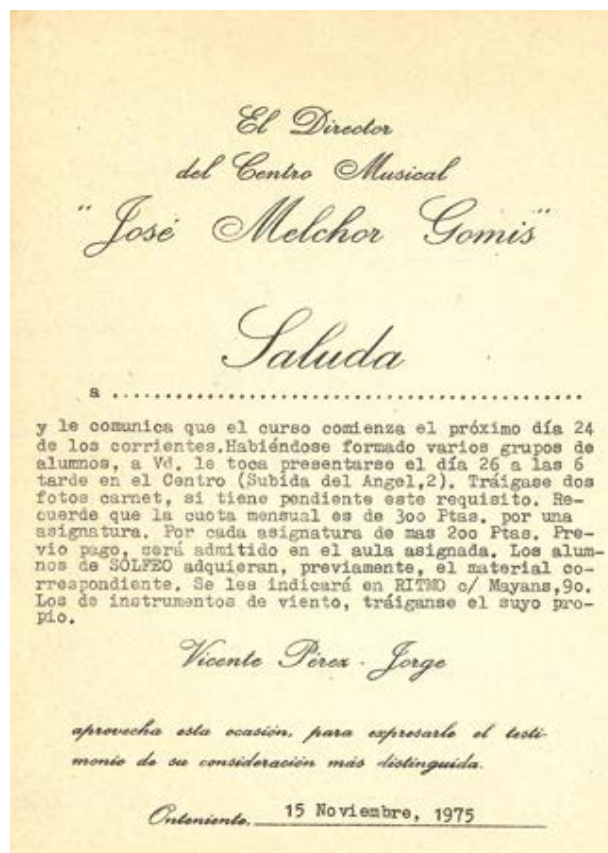 El Director
del Centro Musical
"José Melchor Gomis"
Saluda
a ..............................................
y le comunica que el curso comienza el próximo día 24
de los corrientes.Habiéndose formado varios grupos de
alumnos, a Vd. le toca presentarse el día 26 a las 6
tarde en el Centro (Subida del Angel,2). Tráigase dos
fotos carnet, si tiene pendiente este requisito. Re-
cuerde que la cuota mensual es de 3oo Ptas. por una
asignatura. Por cada asignatura de mas 2oo Ptas. Pre-
vio pago, será admitido en el aula asignada. Los alum-
nos de SOLFEO adquieran, previamente, el material co-
rrespondiente. Se les indicará en RITMO c/ Mayans,9o.
Los de instrumentos de viento, tráiganse el suyo pro-
pio.
Vicente Pérez-Jorge
aprovecha esta ocasión, para expresarle el testi-
monio de su consideración más distinguida.
Onteniente, 15 Noviembre, 1975